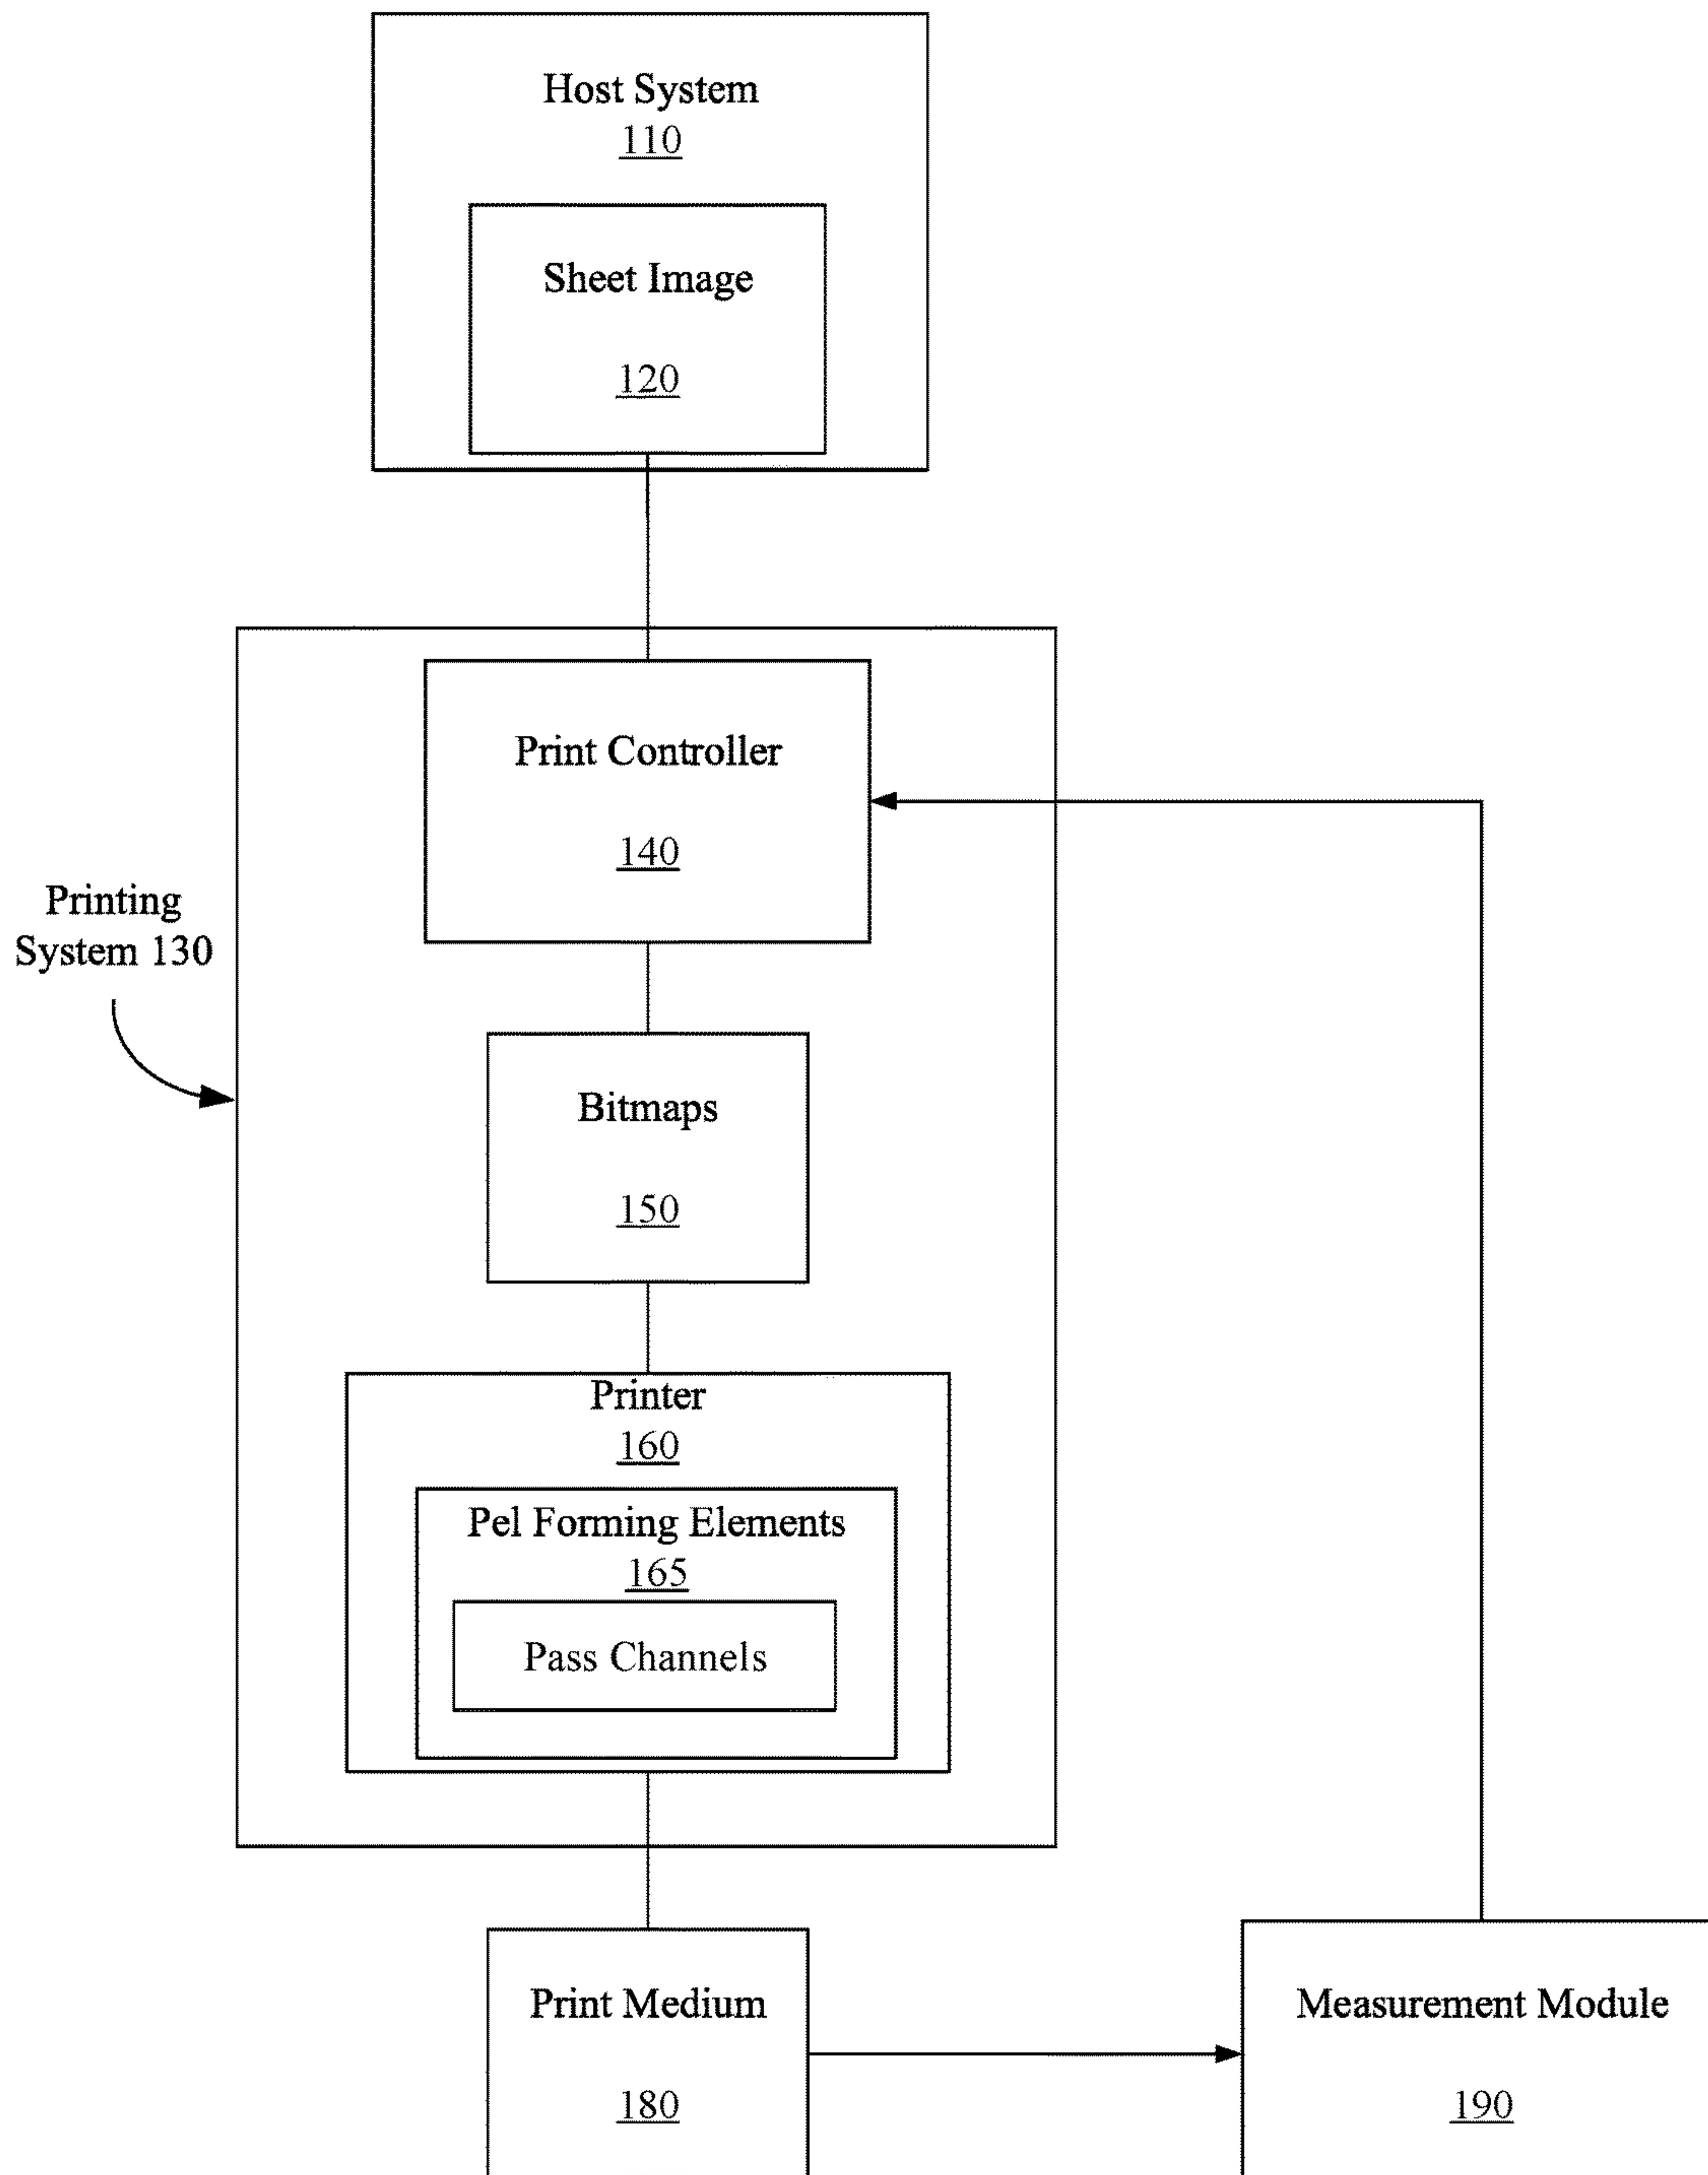 Host System
110
Sheet Image
120
Print Controller
140
Printing
System 130
Bitmaps
150
Printer
160
Pel Forming Elements
165
Pass Channels
Print Medium
180
Measurement Module
190